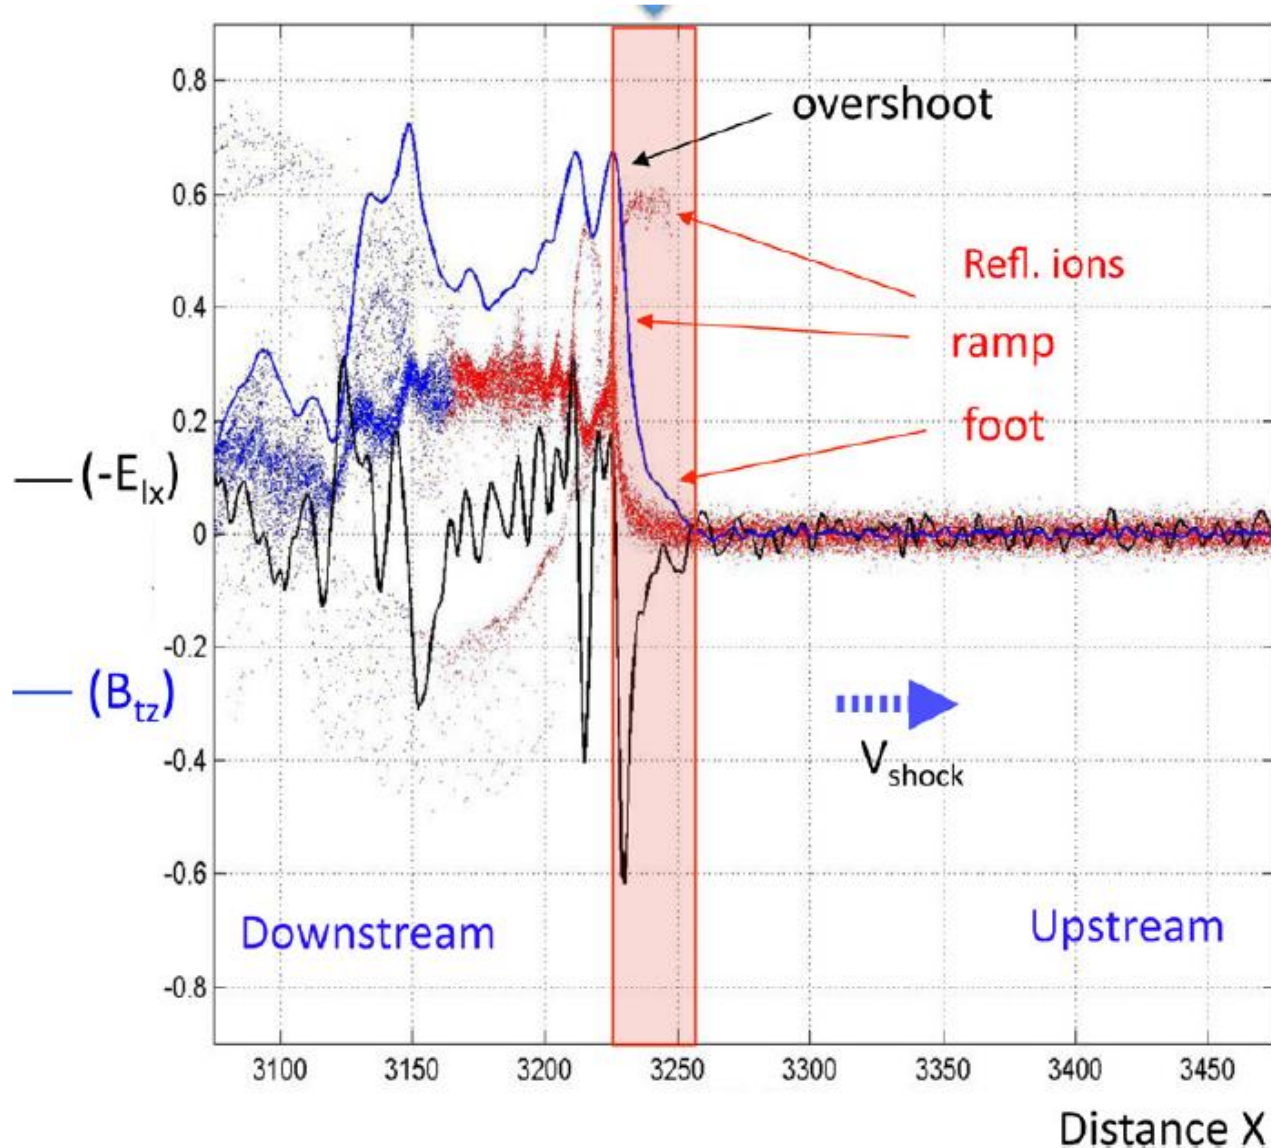 0.8
overshoot
0.6
Refl. ions
0.4
ramp
0.2
foot
(-E_lx)
0
-0.2
(B_tz)
V_shock
-0.4
-0.6
Downstream
Upstream
-0.8
3100 3150 3200 3250 3300 3350 3400 3450
Distance X